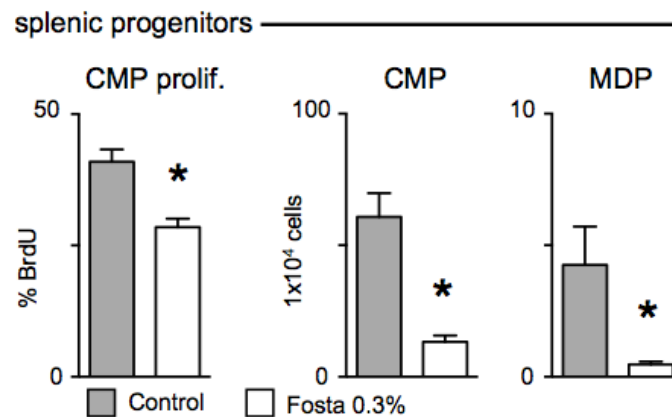 splenic progenitors
CMP prolif.
CMP
MDP
50
100
10
% BrdU
1x10⁴ cells
*
*
*
0
0
0
Control
Fosta 0.3%